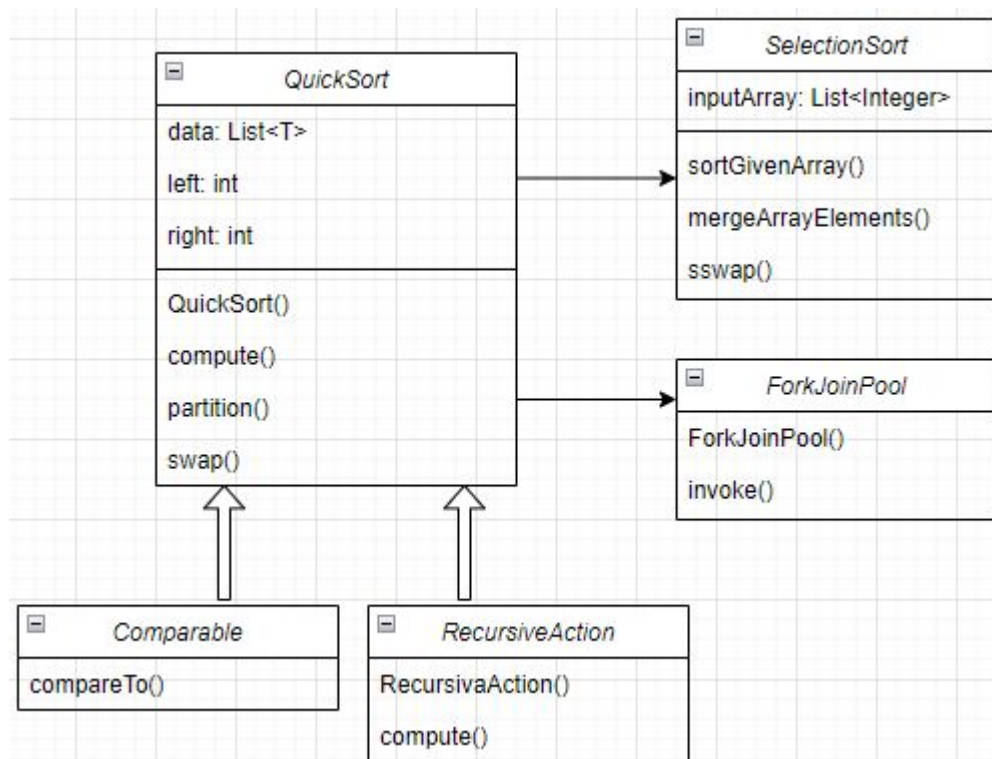 QuickSort
data: List<T>
left: int
right: int
QuickSort()
compute()
partition()
swap()
SelectionSort
inputArray: List<Integer>
sortGivenArray()
mergeArrayElements()
sswap()
ForkJoinPool
ForkJoinPool()
invoke()
Comparable
compareTo()
RecursiveAction
RecursivaAction()
compute()